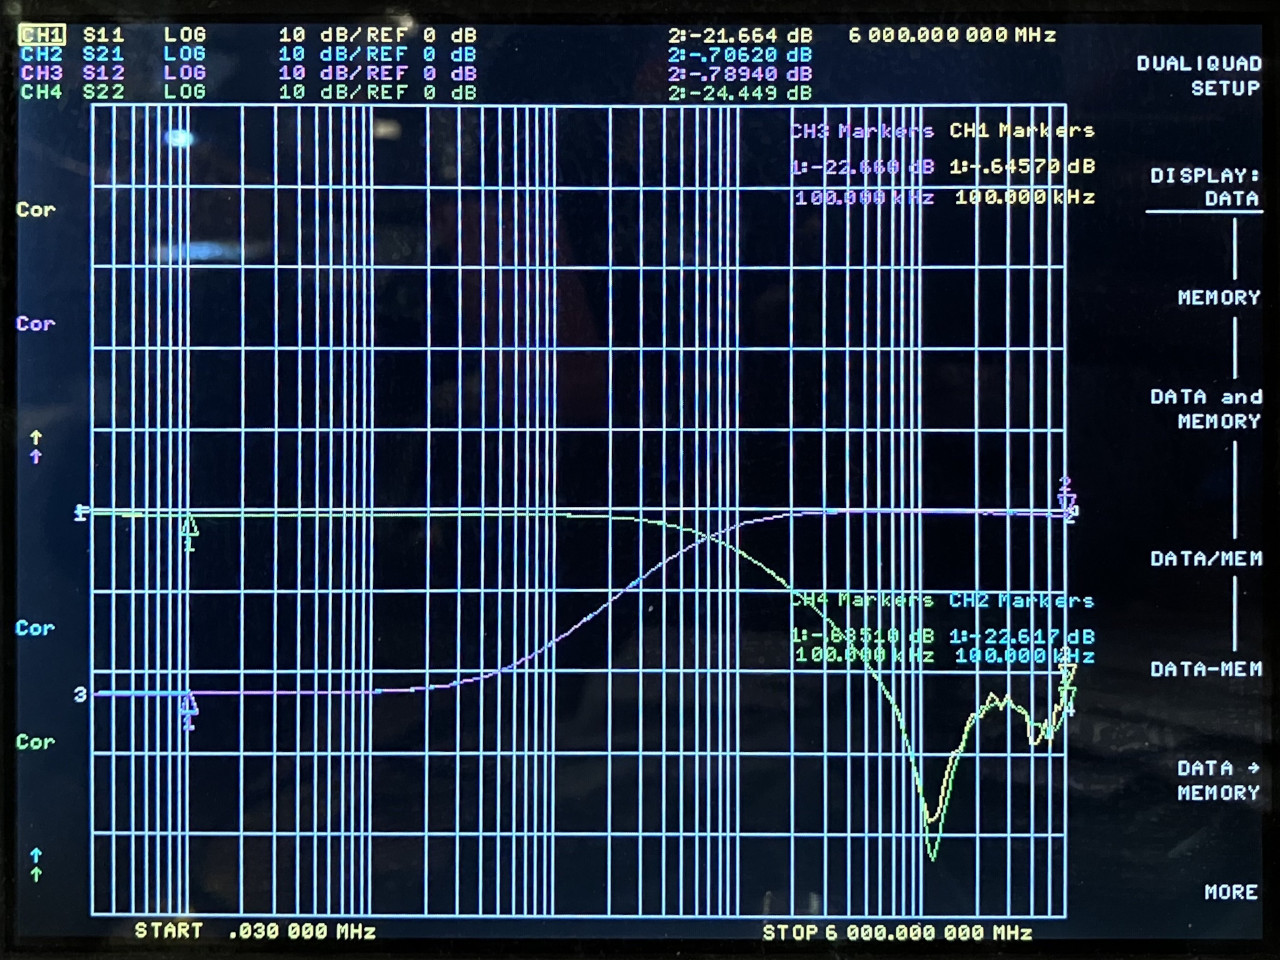 CH1 S11 LOG 10 dB/REF 0 dB 2:-21.664 dB 6 000.000 000 MHz
CH2 S21 LOG 10 dB/REF 0 dB 2:-.70620 dB
CH3 S12 LOG 10 dB/REF 0 dB 2:-.78940 dB
CH4 S22 LOG 10 dB/REF 0 dB 2:-24.449 dB
DUAL|QUAD
SETUP
CH3 Markers CH1 Markers
1:-22.660 dB 1:-.64570 dB
100.000 kHz 100.000 kHz
DISPLAY:
DATA
Cor
MEMORY
Cor
DATA and
MEMORY
↑
↑
2
1
1
2
DATA/MEM
CH4 Markers CH2 Markers
1:-.83510 dB 1:-22.617 dB
100.000 kHz 100.000 kHz
Cor
DATA-MEM
3
1
4
Cor
DATA →
MEMORY
↑
↑
MORE
START .030 000 MHz STOP 6 000.000 000 MHz